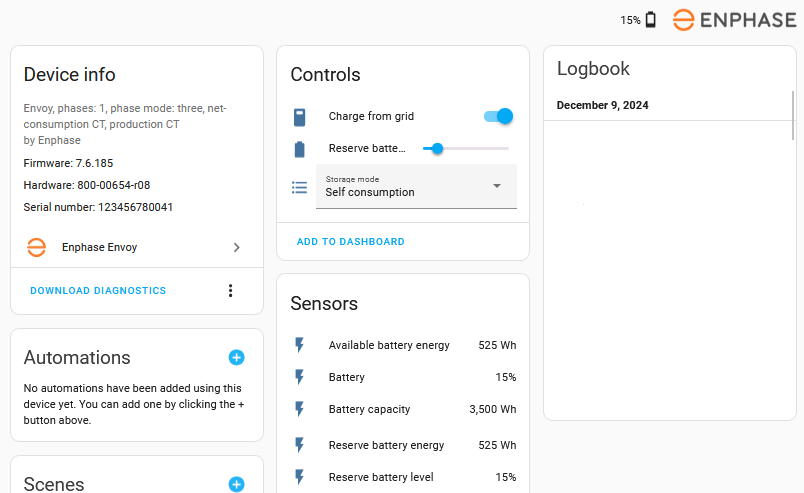 15%
ENPHASE
Device info
Envoy, phases: 1, phase mode: three, net-
consumption CT, production CT
by Enphase
Firmware: 7.6.185
Hardware: 800-00654-r08
Serial number: 123456780041
Enphase Envoy
DOWNLOAD DIAGNOSTICS
Automations
No automations have been added using this
device yet. You can add one by clicking the +
button above.
Scenes
Controls
Charge from grid
Reserve batte...
Storage mode
Self consumption
ADD TO DASHBOARD
Sensors
Available battery energy 525 Wh
Battery 15%
Battery capacity 3,500 Wh
Reserve battery energy 525 Wh
Reserve battery level 15%
Logbook
December 9, 2024